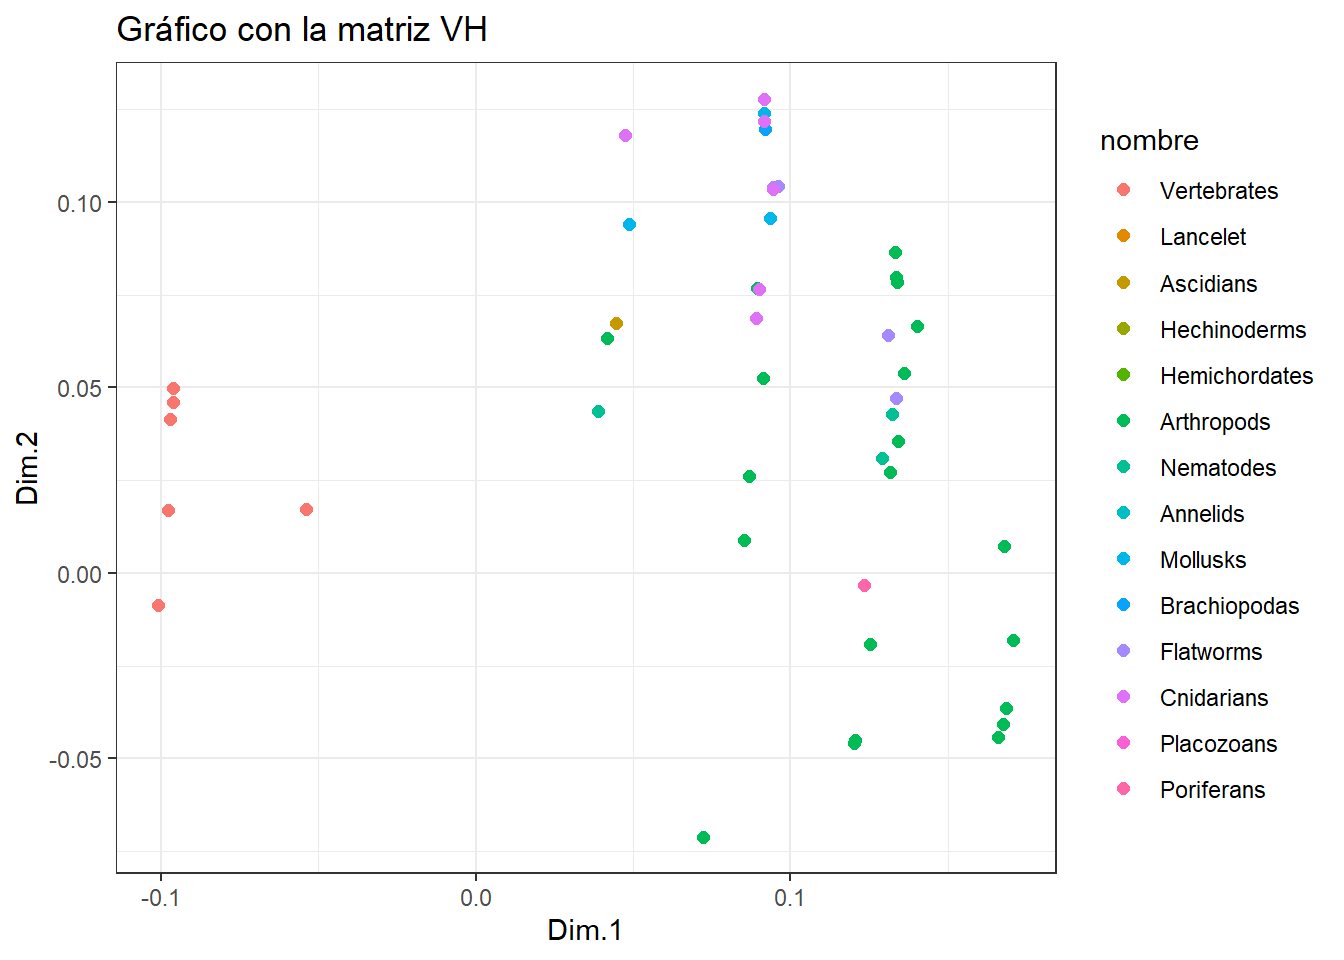 Gráfico con la matriz VH
0.10
0.05
0.00
-0.05
Dim.2
-0.1
0.0
0.1
Dim.1
nombre
Vertebrates
Lancelet
Ascidians
Hechinoderms
Hemichordates
Arthropods
Nematodes
Annelids
Mollusks
Brachiopodas
Flatworms
Cnidarians
Placozoans
Poriferans